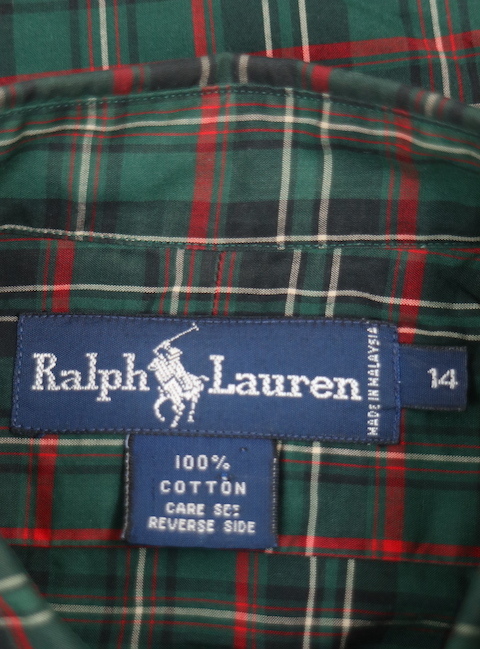 Ralph Lauren
MADE IN MALAYSIA
14
100%
COTTON
CARE SEE
REVERSE SIDE